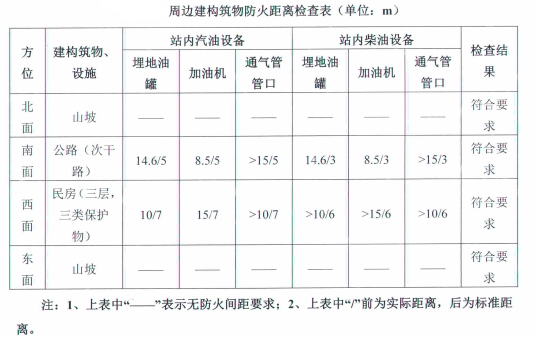 周边建构筑物防火距离检查表（单位：m）
方位 建构筑物、设施 站内汽油设备 站内柴油设备 检查结果
埋地油罐 加油机 通气管管口 埋地油罐 加油机 通气管管口
北面 山坡 —— —— —— —— —— —— 符合要求
南面 公路（次干路） 14.6/5 8.5/5 >15/5 14.6/3 8.5/3 >15/3 符合要求
西面 民房（三层，三类保护物） 10/7 15/7 >10/7 >10/6 >15/6 >10/6 符合要求
东面 山坡 —— —— —— —— —— —— 符合要求
注：1、上表中“——”表示无防火间距要求；2、上表中“/”前为实际距离，后为标准距
离。